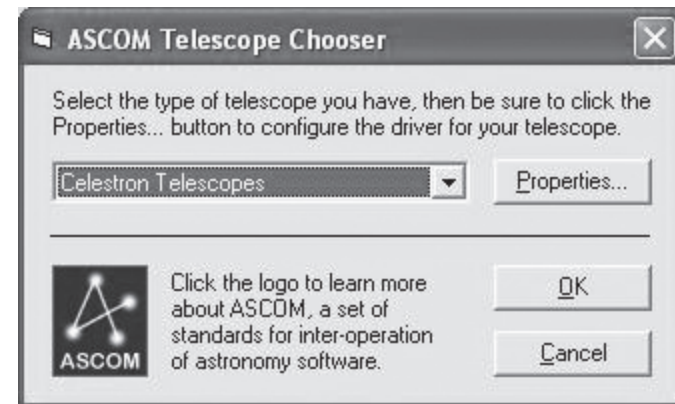 ASCOM Telescope Chooser
Select the type of telescope you have, then be sure to click the
Properties... button to configure the driver for your telescope.
Celestron Telescopes
Properties...
Click the logo to learn more
about ASCOM, a set of
standards for inter-operation
of astronomy software.
ASCOM
OK
Cancel